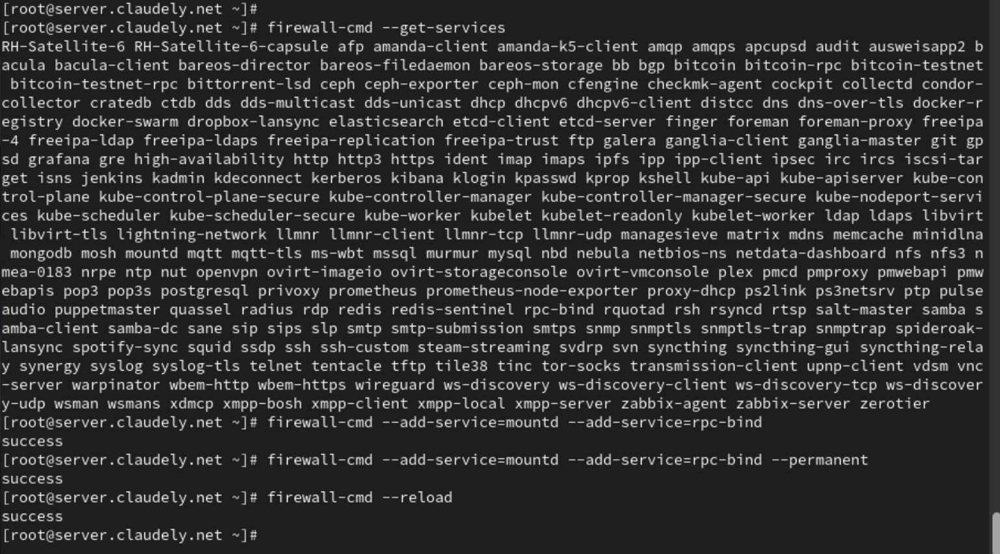 [root@server.claudely.net ~]#
[root@server.claudely.net ~]# firewall-cmd --get-services
RH-Satellite-6 RH-Satellite-6-capsule afp amanda-client amanda-k5-client amqp amqps apcupsd audit ausweisapp2 b
acula bacula-client bareos-director bareos-filedaemon bareos-storage bb bgp bitcoin bitcoin-rpc bitcoin-testnet
 bitcoin-testnet-rpc bittorrent-lsd ceph ceph-exporter ceph-mon cfengine checkmk-agent cockpit collectd condor-
collector cratedb ctdb dds dds-multicast dds-unicast dhcp dhcpv6 dhcpv6-client distcc dns dns-over-tls docker-r
egistry docker-swarm dropbox-lansync elasticsearch etcd-client etcd-server finger foreman foreman-proxy freeipa
-4 freeipa-ldap freeipa-ldaps freeipa-replication freeipa-trust ftp galera ganglia-client ganglia-master git gp
sd grafana gre high-availability http http3 https ident imap imaps ipfs ipp ipp-client ipsec irc ircs iscsi-tar
get isns jenkins kadmin kdeconnect kerberos kibana klogin kpasswd kprop kshell kube-api kube-apiserver kube-con
trol-plane kube-control-plane-secure kube-controller-manager kube-controller-manager-secure kube-nodeport-servi
ces kube-scheduler kube-scheduler-secure kube-worker kubelet kubelet-readonly kubelet-worker ldap ldaps libvirt
 libvirt-tls lightning-network llmnr llmnr-client llmnr-tcp llmnr-udp managesieve matrix mdns memcache minidlna
 mongodb mosh mountd mqtt mqtt-tls ms-wbt mssql murmur mysql nbd nebula netbios-ns netdata-dashboard nfs nfs3 n
mea-0183 nrpe ntp nut openvpn ovirt-imageio ovirt-storageconsole ovirt-vmconsole plex pmcd pmproxy pmwebapi pmw
ebapis pop3 pop3s postgresql privoxy prometheus prometheus-node-exporter proxy-dhcp ps2link ps3netsrv ptp pulse
audio puppetmaster quassel radius rdp redis redis-sentinel rpc-bind rquotad rsh rsyncd rtsp salt-master samba s
amba-client samba-dc sane sip sips slp smtp smtp-submission smtps snmp snmptls snmptls-trap snmptrap spideroak-
lansync spotify-sync squid ssdp ssh ssh-custom steam-streaming svdrp svn syncthing syncthing-gui syncthing-rela
y synergy syslog syslog-tls telnet tentacle tftp tile38 tinc tor-socks transmission-client upnp-client vdsm vnc
-server warpinator wbem-http wbem-https wireguard ws-discovery ws-discovery-client ws-discovery-tcp ws-discover
y-udp wsman wsmans xdmcp xmpp-bosh xmpp-client xmpp-local xmpp-server zabbix-agent zabbix-server zerotier
[root@server.claudely.net ~]# firewall-cmd --add-service=mountd --add-service=rpc-bind
success
[root@server.claudely.net ~]# firewall-cmd --add-service=mountd --add-service=rpc-bind --permanent
success
[root@server.claudely.net ~]# firewall-cmd --reload
success
[root@server.claudely.net ~]#